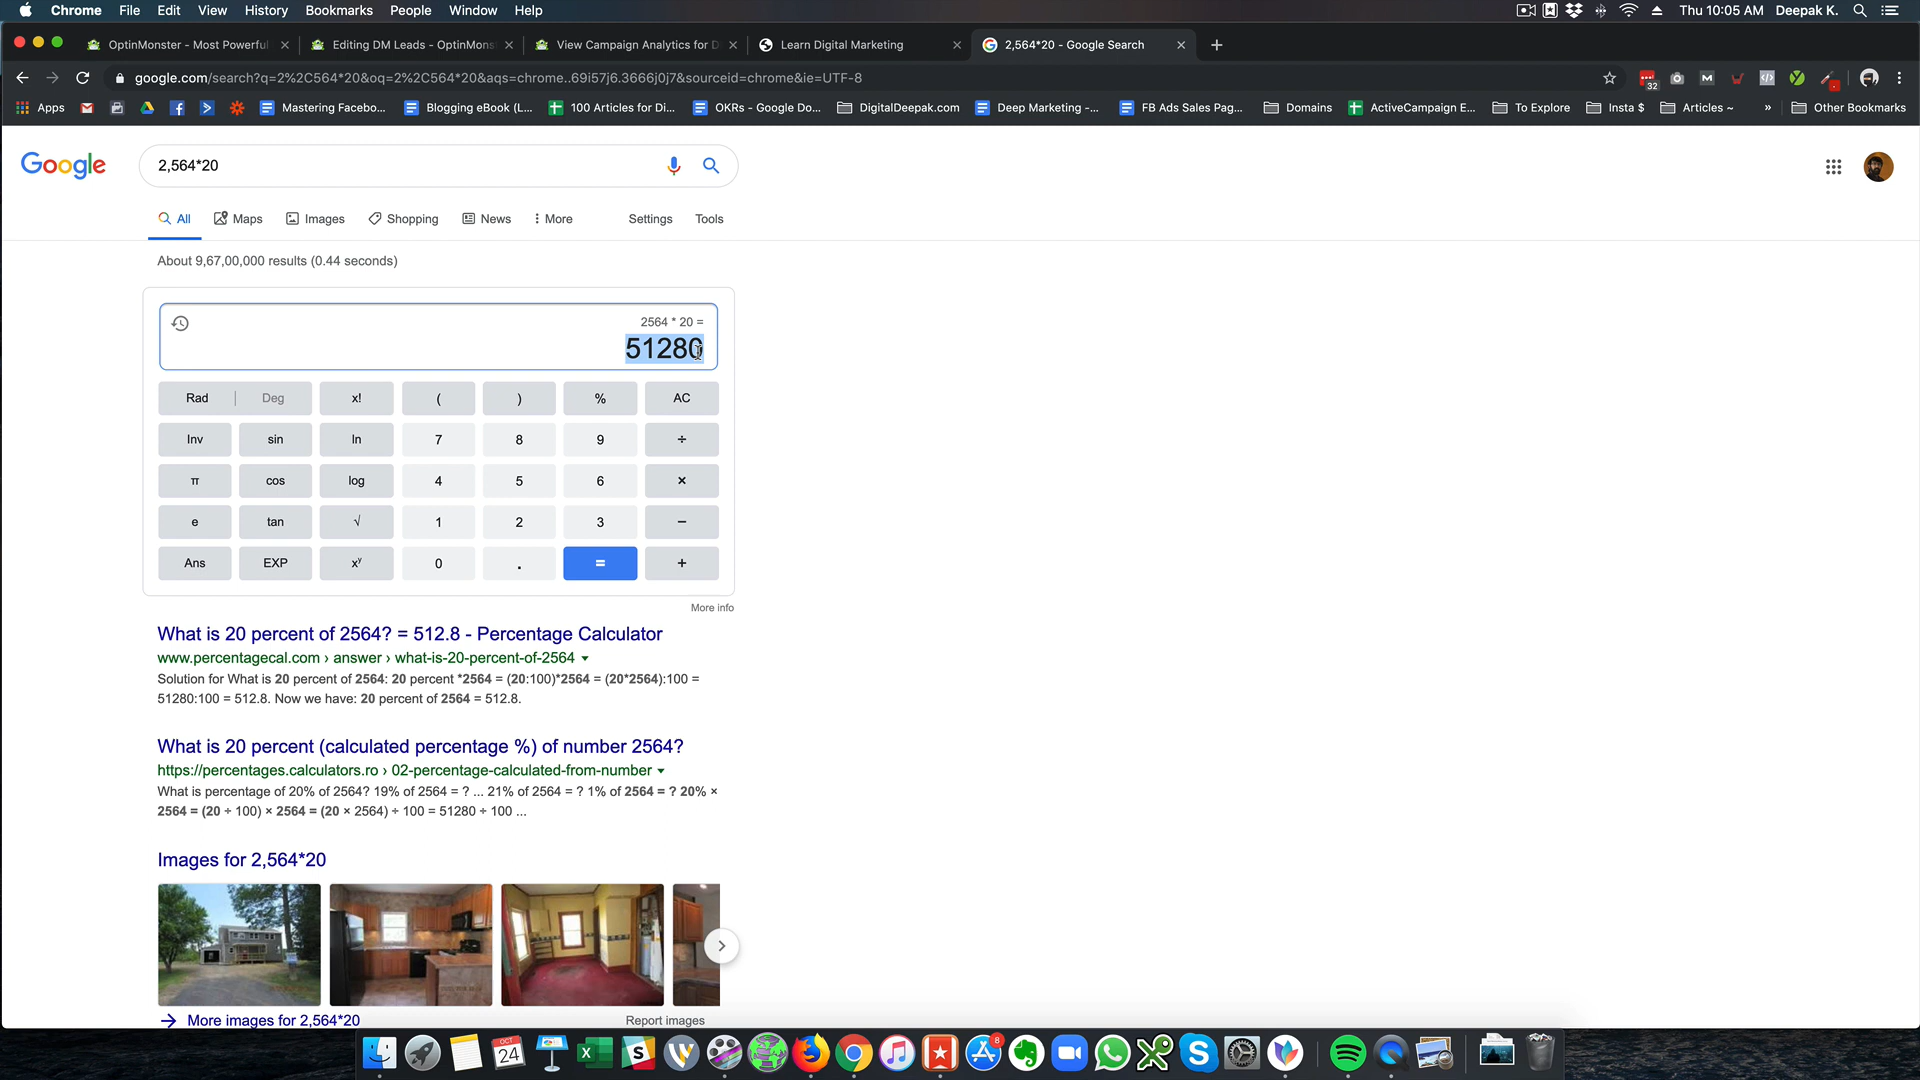 Chrome File Edit View History Bookmarks People Window Help Thu 10:05 AM Deepak K.
OptinMonster - Most Powerful Editing DM Leads - OptinMons View Campaign Analytics for D Learn Digital Marketing 2,564*20 - Google Search
google.com/search?q=2%2C564*20&oq=2%2C564*20&aqs=chrome..69i57j6.3666j0j7&sourceid=chrome&ie=UTF-8 32
Apps Mastering Facebo... Blogging eBook (L... 100 Articles for Di... OKRs - Google Do... DigitalDeepak.com Deep Marketing -... FB Ads Sales Pag... Domains ActiveCampaign E... To Explore Insta $ Articles ~ » Other Bookmarks
Google 2,564*20
All Maps Images Shopping News More Settings Tools
About 9,67,00,000 results (0.44 seconds)
2564 * 20 =
51280
Rad | Deg x! ( ) % AC
Inv sin ln 7 8 9 ÷
π cos log 4 5 6 ×
e tan √ 1 2 3 −
Ans EXP xʸ 0 . = +
More info
What is 20 percent of 2564? = 512.8 - Percentage Calculator
www.percentagecal.com › answer › what-is-20-percent-of-2564
Solution for What is 20 percent of 2564: 20 percent *2564 = (20:100)*2564 = (20*2564):100 =
51280:100 = 512.8. Now we have: 20 percent of 2564 = 512.8.
What is 20 percent (calculated percentage %) of number 2564?
https://percentages.calculators.ro › 02-percentage-calculated-from-number
What is percentage of 20% of 2564? 19% of 2564 = ? ... 21% of 2564 = ? 1% of 2564 = ? 20% ×
2564 = (20 ÷ 100) × 2564 = (20 × 2564) ÷ 100 = 51280 ÷ 100 ...
Images for 2,564*20
More images for 2,564*20 Report images
OCT
24
8